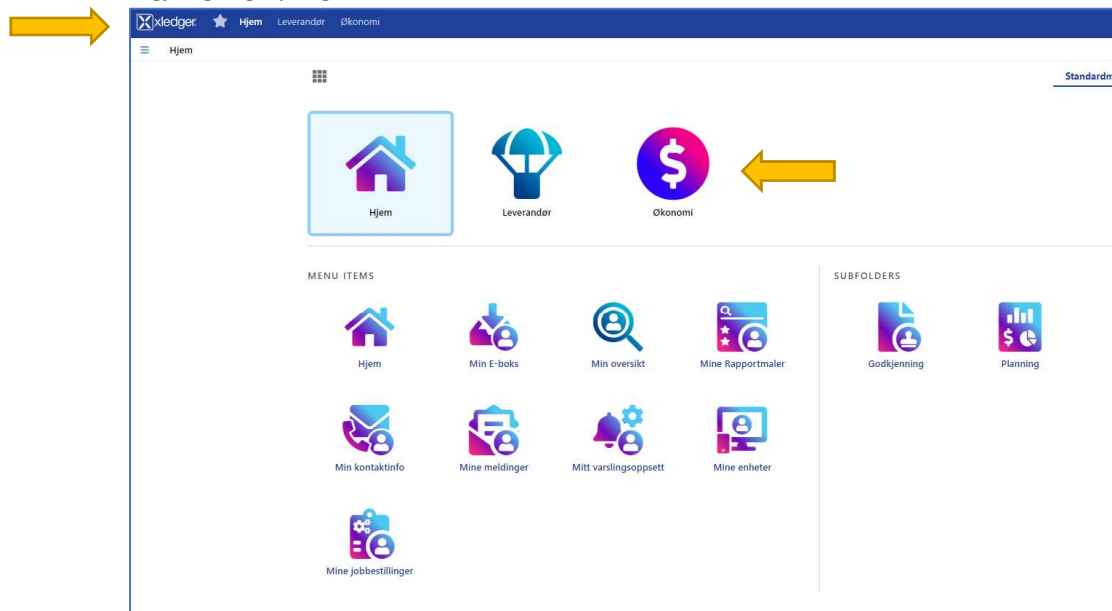 xledger Hjem Leverandør Økonomi
Hjem
Hjem Leverandør Økonomi
MENU ITEMS
SUBFOLDERS
Hjem Min E-boks Min oversikt Mine Rapportmaler Godkjenning Planning
Min kontaktinfo Mine meldinger Mitt varslingsoppsett Mine enheter
Mine jobbestillinger